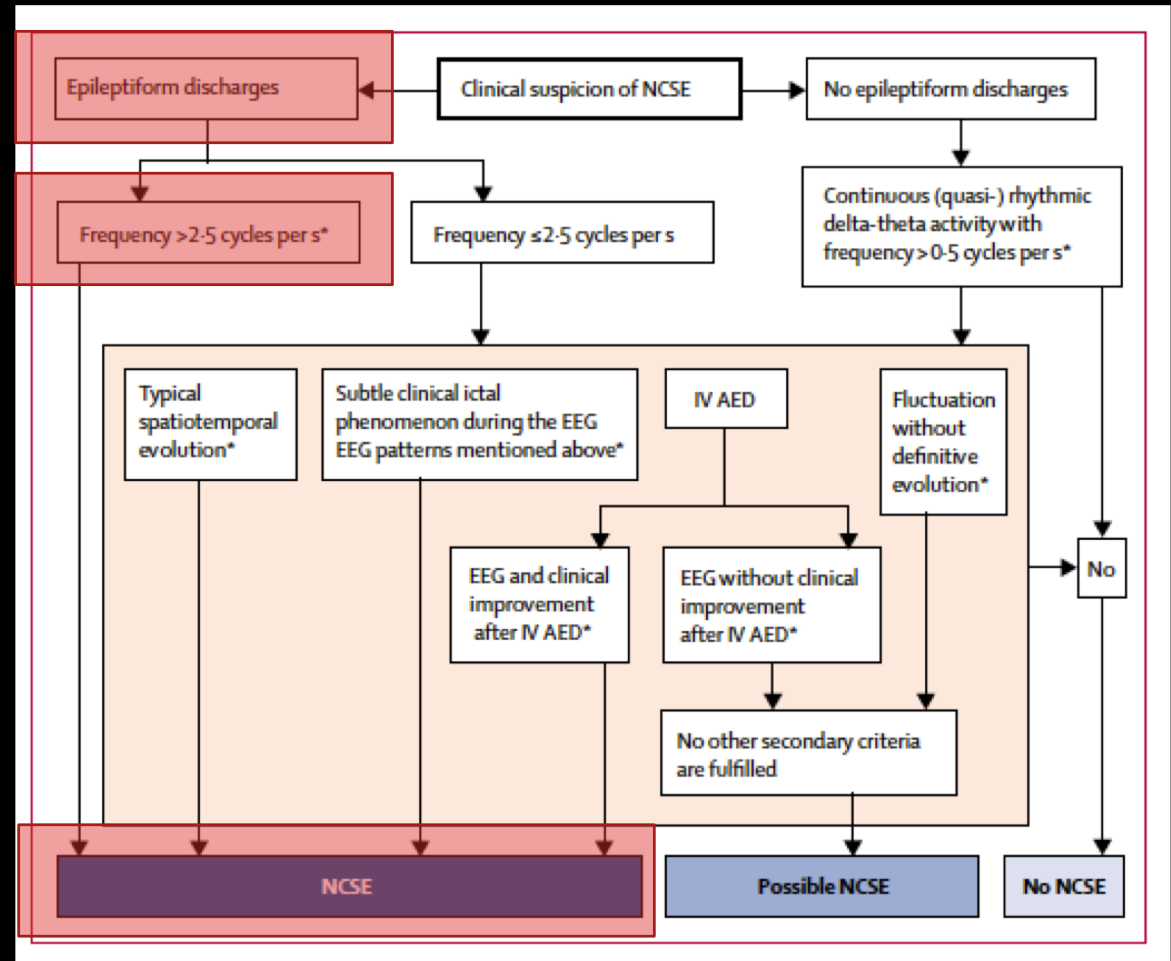 Epileptiform discharges
Clinical suspicion of NCSE
No epileptiform discharges
Frequency >2·5 cycles per s*
Frequency ≤2·5 cycles per s
Continuous (quasi-) rhythmic
delta-theta activity with
frequency >0·5 cycles per s*
Typical
spatiotemporal
evolution*
Subtle clinical ictal
phenomenon during the EEG
EEG patterns mentioned above*
IV AED
Fluctuation
without
definitive
evolution*
EEG and clinical
improvement
after IV AED*
EEG without clinical
improvement
after IV AED*
No
No other secondary criteria
are fulfilled
NCSE
Possible NCSE
No NCSE